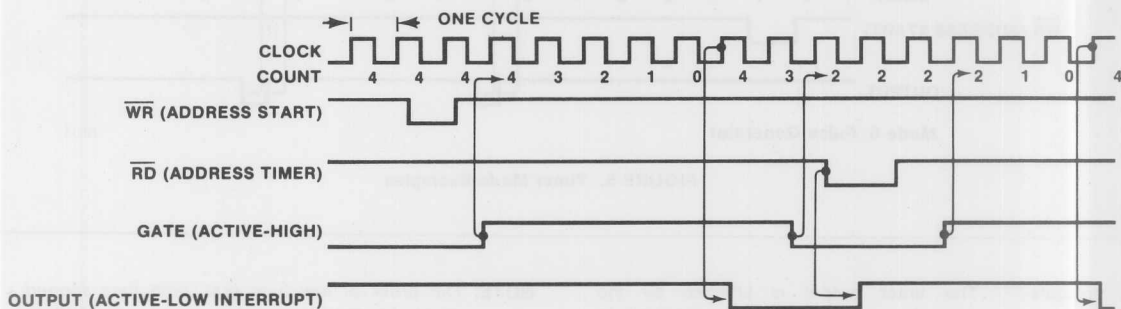 ONE CYCLE
CLOCK
COUNT 4 4 4 4 3 2 1 0 4 3 2 2 2 2 1 0 4
WR (ADDRESS START)
RD (ADDRESS TIMER)
GATE (ACTIVE-HIGH)
OUTPUT (ACTIVE-LOW INTERRUPT)